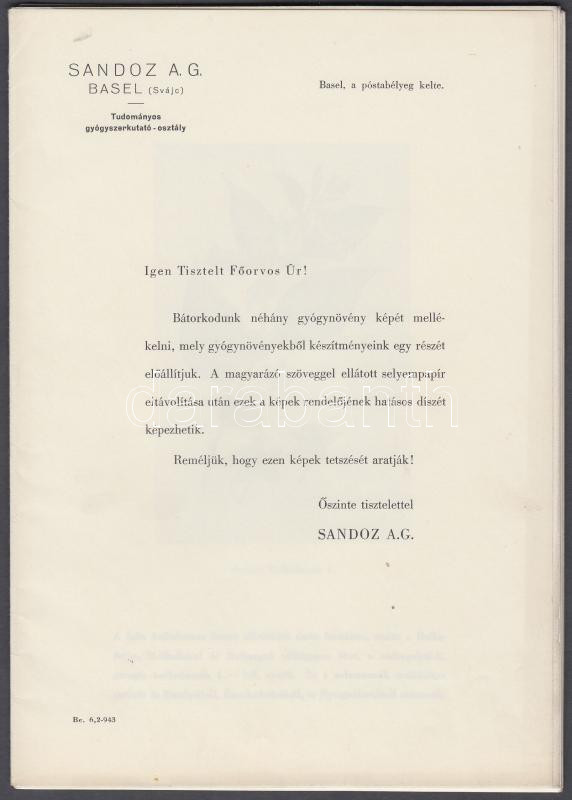 SANDOZ A. G.
BASEL (Svájc)
Tudományos
gyógyszerkutató - osztály
Basel, a póstabélyeg kelte.
Igen Tisztelt Főorvos Űr!
Bátorkodunk néhány gyógynövény képét mellé-
kelni, mely gyógynövényekből készítményeink egy részét
előállítjuk. A magyarázó szöveggel ellátott selyempapír
eltávolítása után ezek a képek rendelőjének hatásos díszét
képezhetik.
Reméljük, hogy ezen képek tetszését aratják!
Őszinte tisztelettel
SANDOZ A.G.
Be. 6,2-943
darabanth